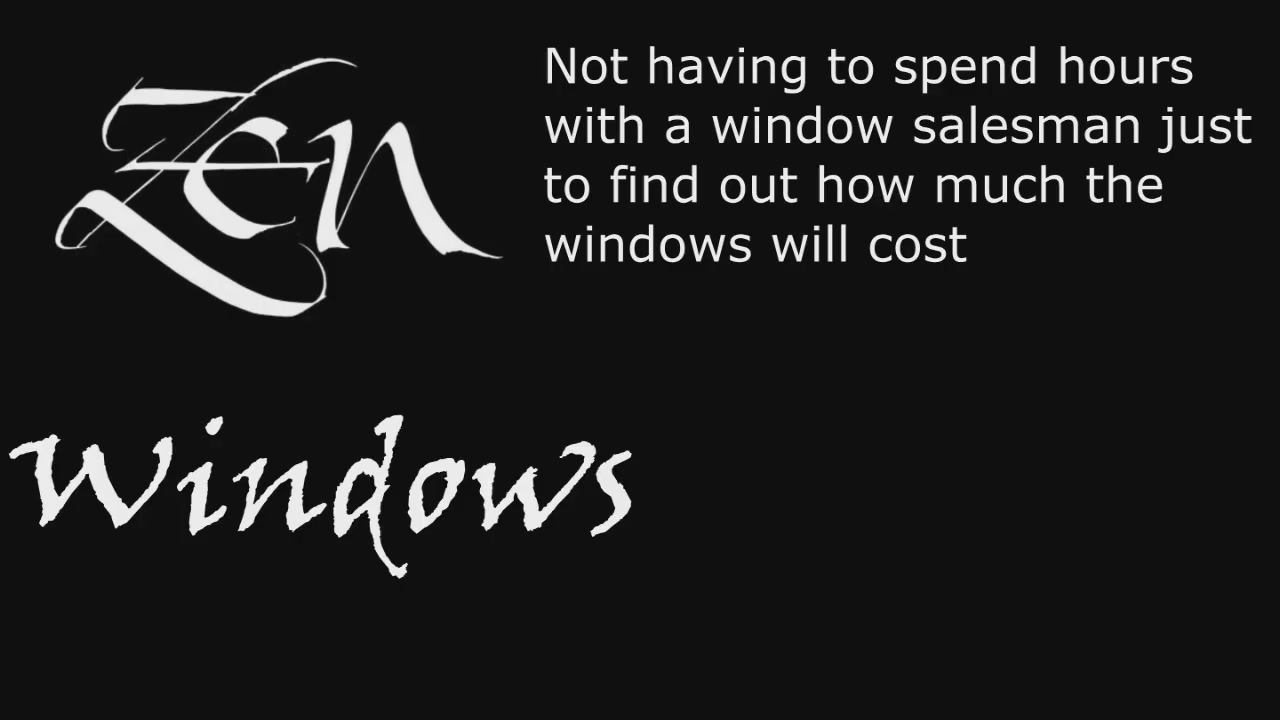 Zen
Not having to spend hours
with a window salesman just
to find out how much the
windows will cost
Windows